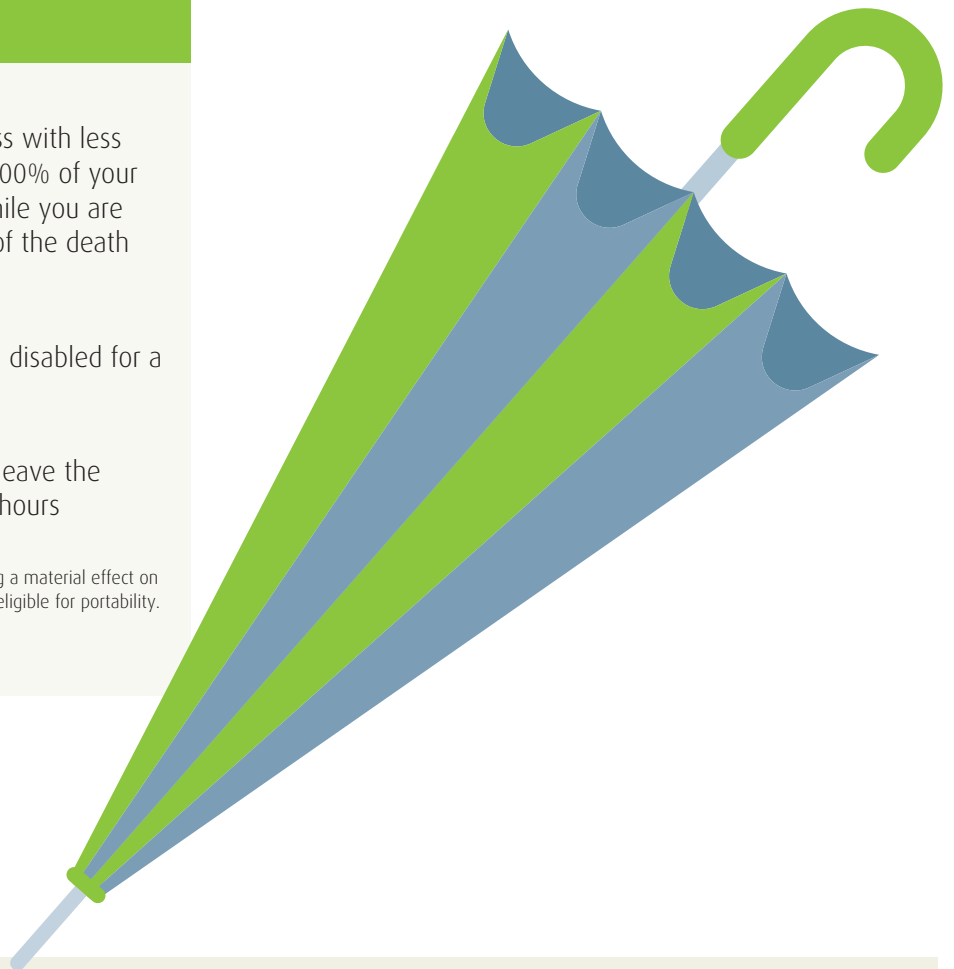 ss with less
00% of your
hile you are
of the death
disabled for a
leave the
hours
g a material effect on
eligible for portability.